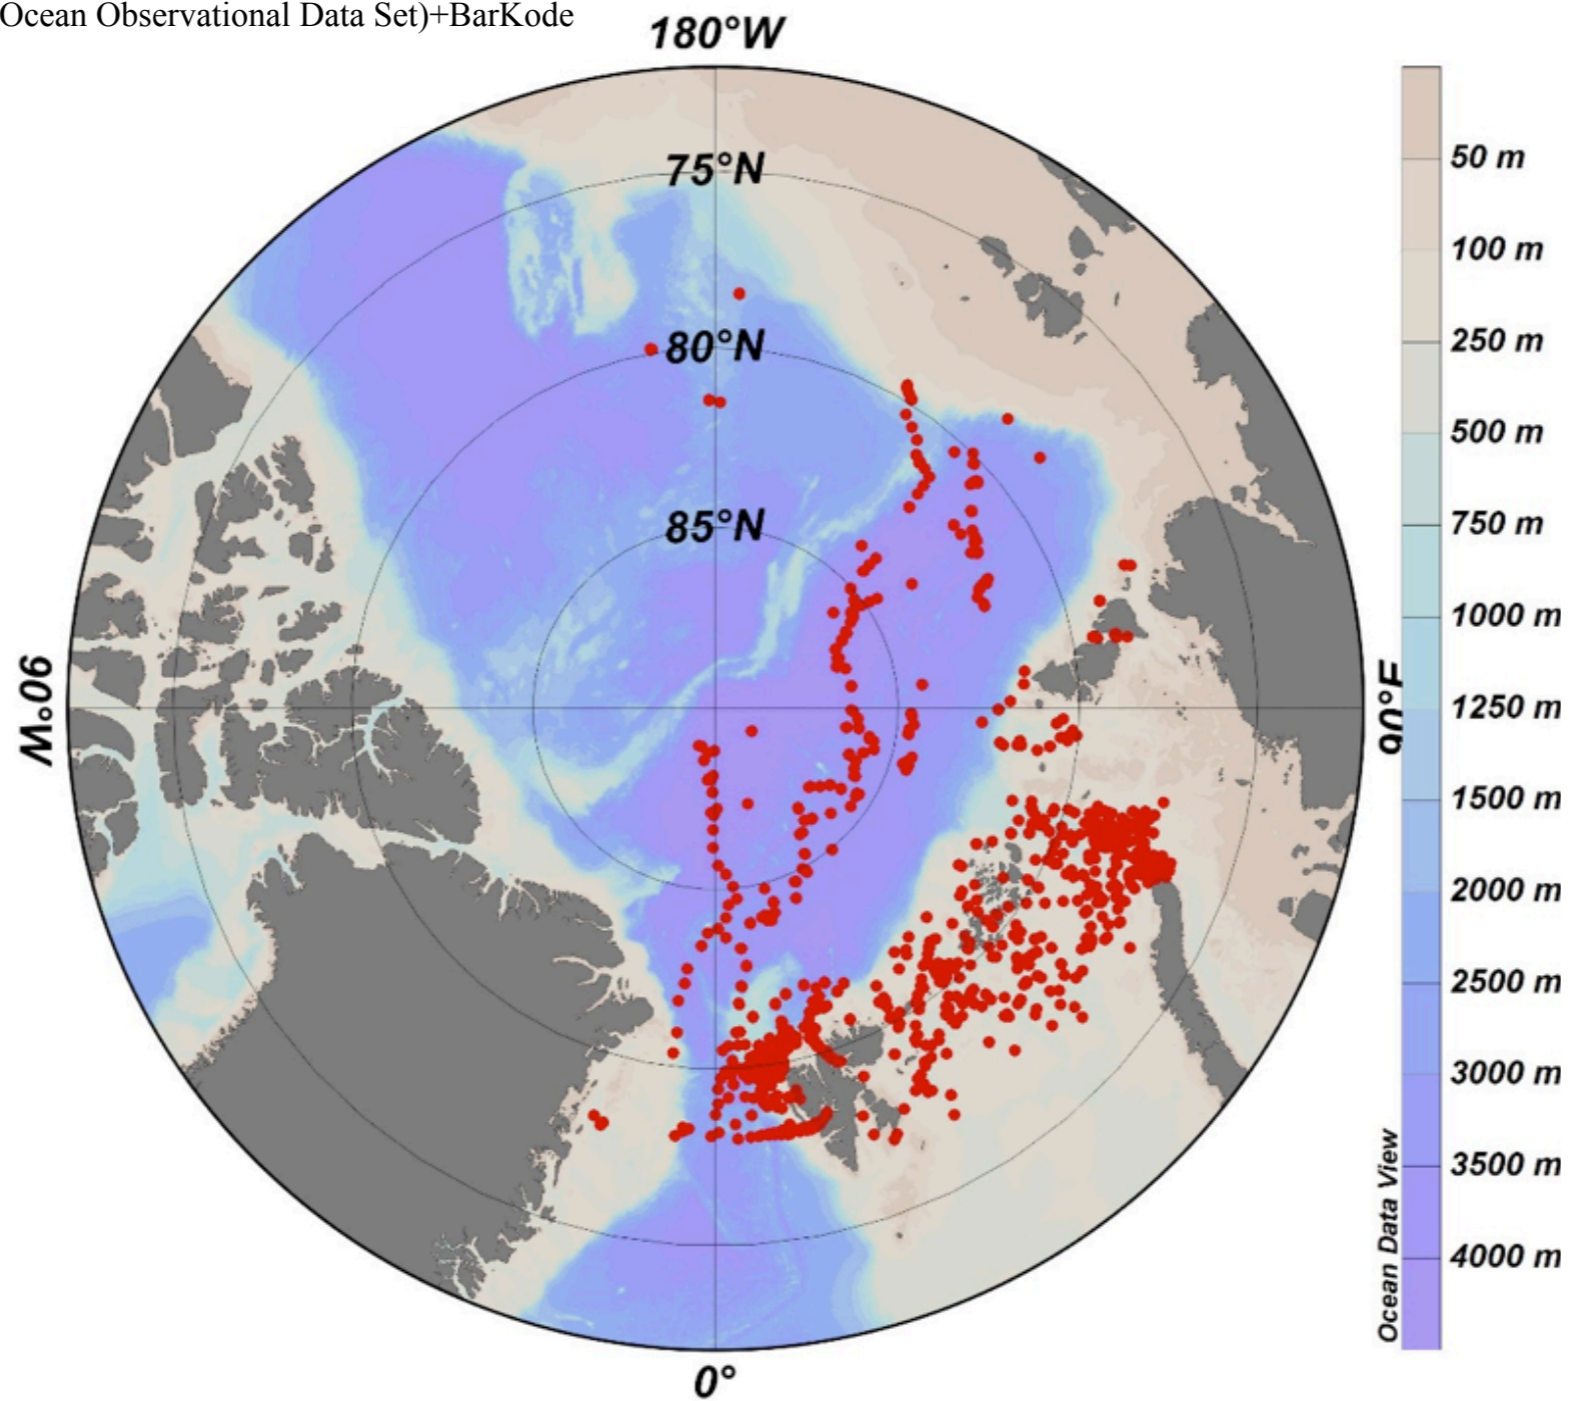 Ocean Observational Data Set)+BarKode
180°W
75°N
80°N
85°N
90°W
90°E
0°
50 m
100 m
250 m
500 m
750 m
1000 m
1250 m
1500 m
2000 m
2500 m
3000 m
3500 m
4000 m
Ocean Data View